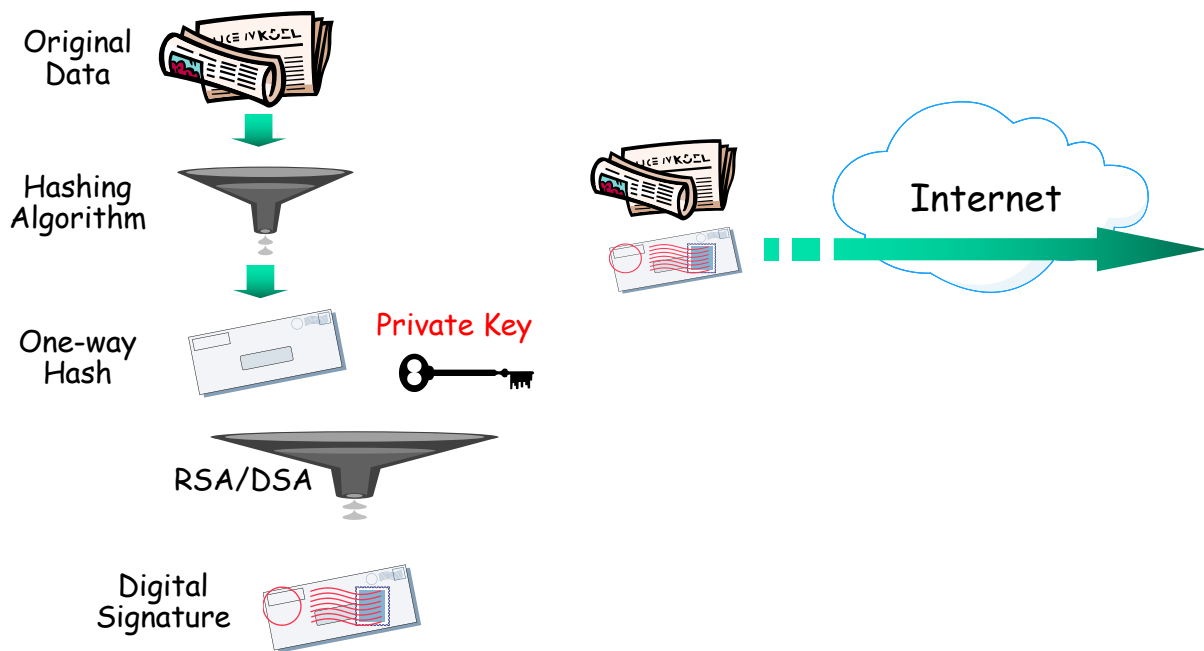 Original
Data
Hashing
Algorithm
One-way
Hash
Private Key
RSA/DSA
Digital
Signature
Internet